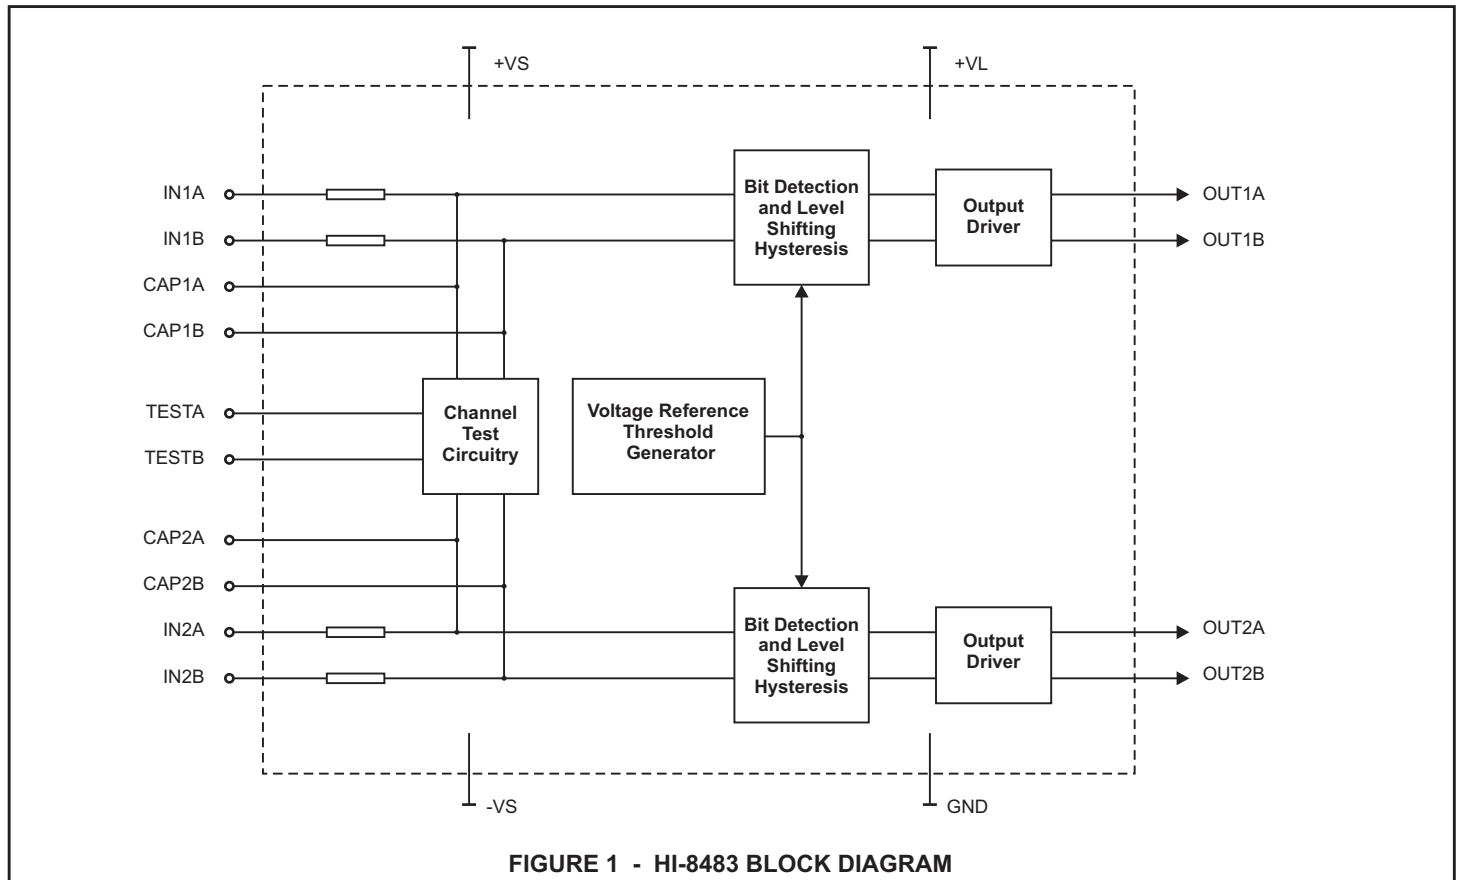 +VS
+VL
IN1A
IN1B
CAP1A
CAP1B
TESTA
TESTB
CAP2A
CAP2B
IN2A
IN2B
Channel
Test
Circuitry
Voltage Reference
Threshold
Generator
Bit Detection
and Level
Shifting
Hysteresis
Output
Driver
OUT1A
OUT1B
Bit Detection
and Level
Shifting
Hysteresis
Output
Driver
OUT2A
OUT2B
-VS
GND
FIGURE 1 - HI-8483 BLOCK DIAGRAM